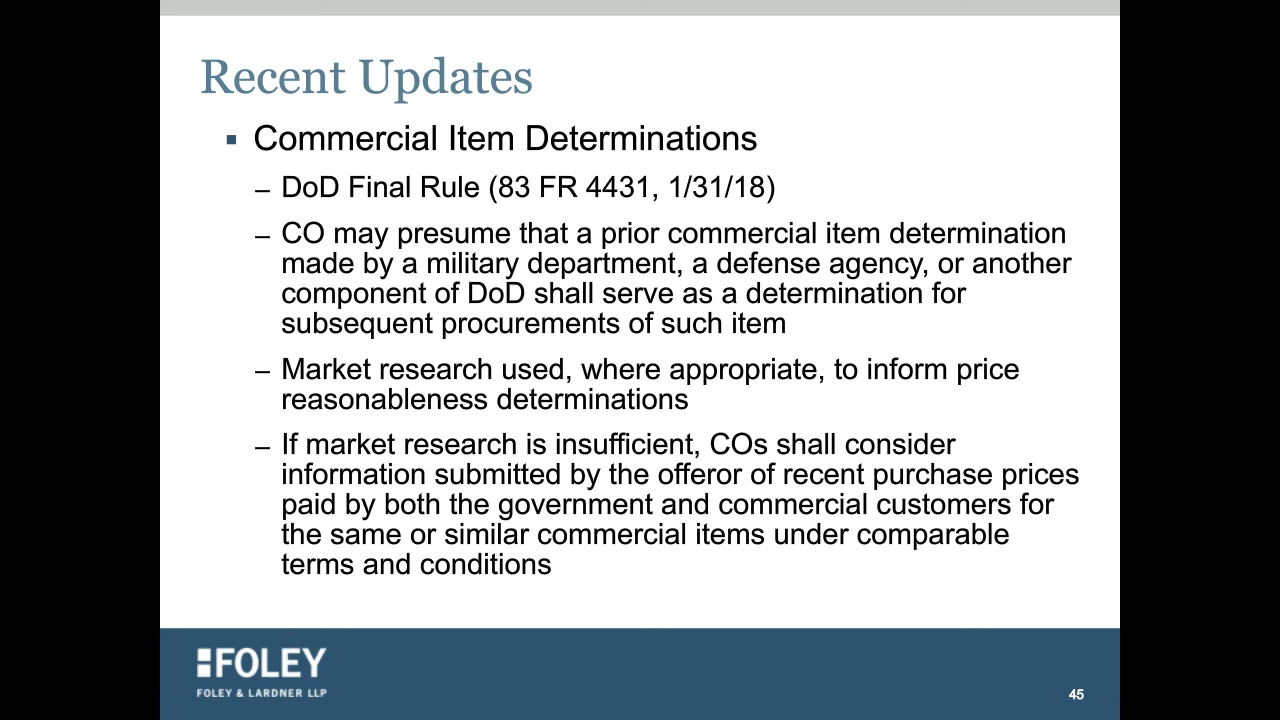 Recent Updates
▪ Commercial Item Determinations
– DoD Final Rule (83 FR 4431, 1/31/18)
– CO may presume that a prior commercial item determination
made by a military department, a defense agency, or another
component of DoD shall serve as a determination for
subsequent procurements of such item
– Market research used, where appropriate, to inform price
reasonableness determinations
– If market research is insufficient, COs shall consider
information submitted by the offeror of recent purchase prices
paid by both the government and commercial customers for
the same or similar commercial items under comparable
terms and conditions
FOLEY
FOLEY & LARDNER LLP
45